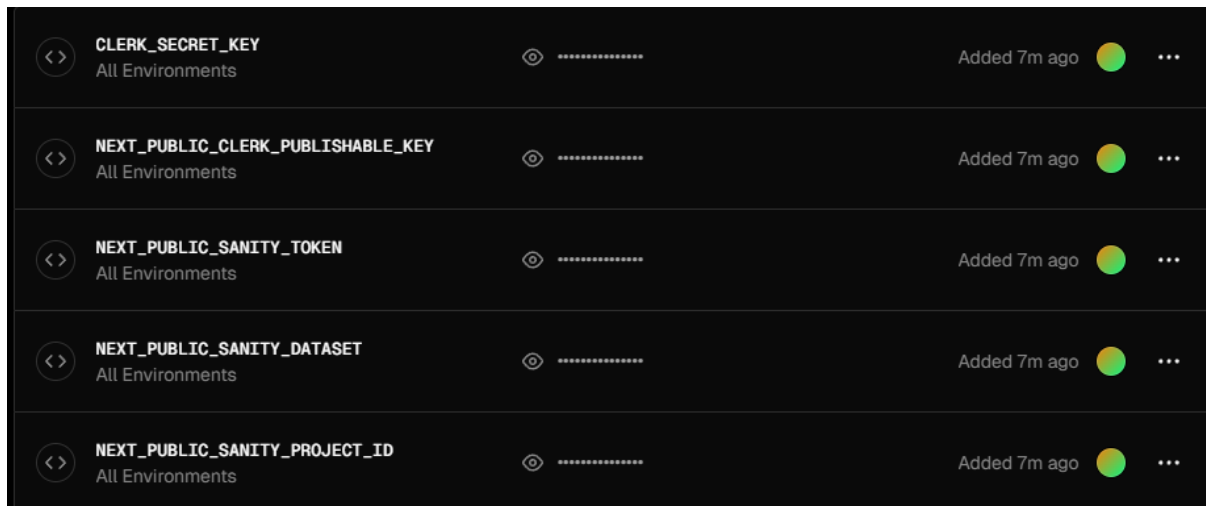 CLERK_SECRET_KEY
All Environments
•••••••••••••••
Added 7m ago
NEXT_PUBLIC_CLERK_PUBLISHABLE_KEY
All Environments
•••••••••••••••
Added 7m ago
NEXT_PUBLIC_SANITY_TOKEN
All Environments
•••••••••••••••
Added 7m ago
NEXT_PUBLIC_SANITY_DATASET
All Environments
•••••••••••••••
Added 7m ago
NEXT_PUBLIC_SANITY_PROJECT_ID
All Environments
•••••••••••••••
Added 7m ago